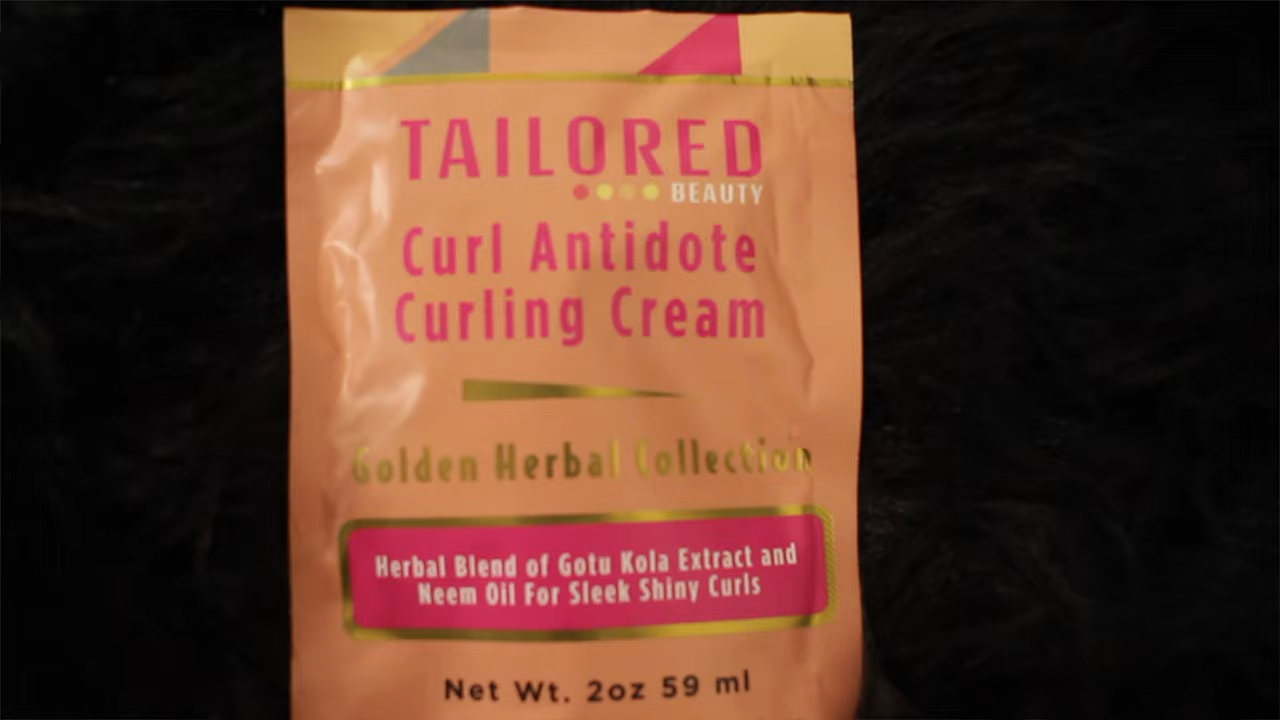 TAILORED
BEAUTY
Curl Antidote
Curling Cream
Golden Herbal Collection
Herbal Blend of Gotu Kola Extract and
Neem Oil For Sleek Shiny Curls
Net Wt. 2oz 59 ml